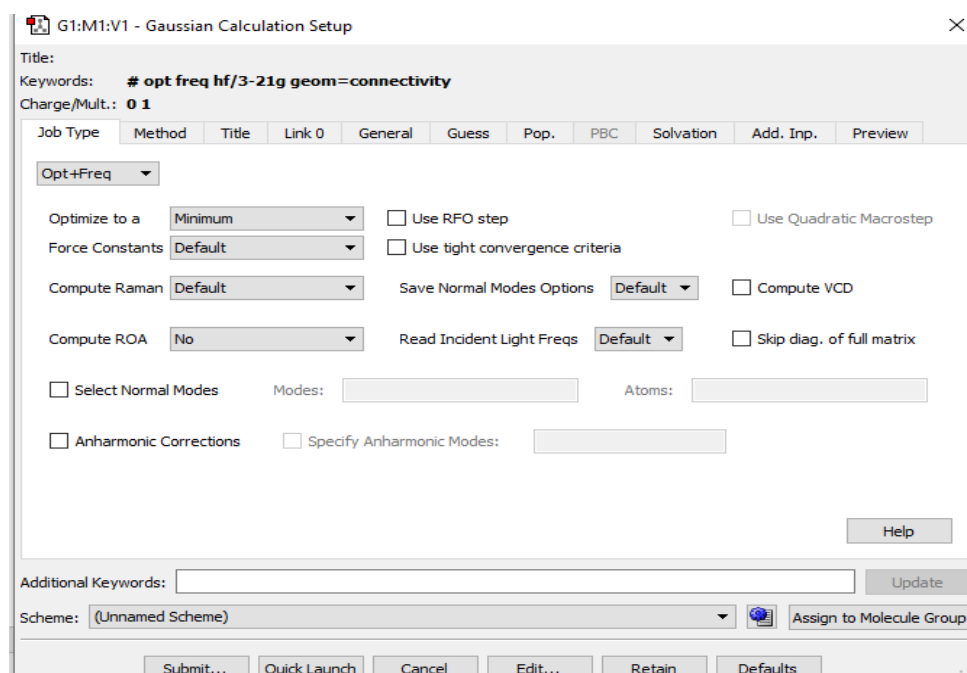 G1:M1:V1 - Gaussian Calculation Setup
Title:
Keywords: # opt freq hf/3-21g geom=connectivity
Charge/Mult.: 0 1
Job Type Method Title Link 0 General Guess Pop. PBC Solvation Add. Inp. Preview
Opt+Freq
Optimize to a Minimum Use RFO step Use Quadratic Macrostep
Force Constants Default Use tight convergence criteria
Compute Raman Default Save Normal Modes Options Default Compute VCD
Compute ROA No Read Incident Light Freqs Default Skip diag. of full matrix
Select Normal Modes Modes: Atoms:
Anharmonic Corrections Specify Anharmonic Modes:
Help
Additional Keywords: Update
Scheme: (Unnamed Scheme) Assign to Molecule Group
Submit... Quick Launch Cancel Edit... Retain Defaults